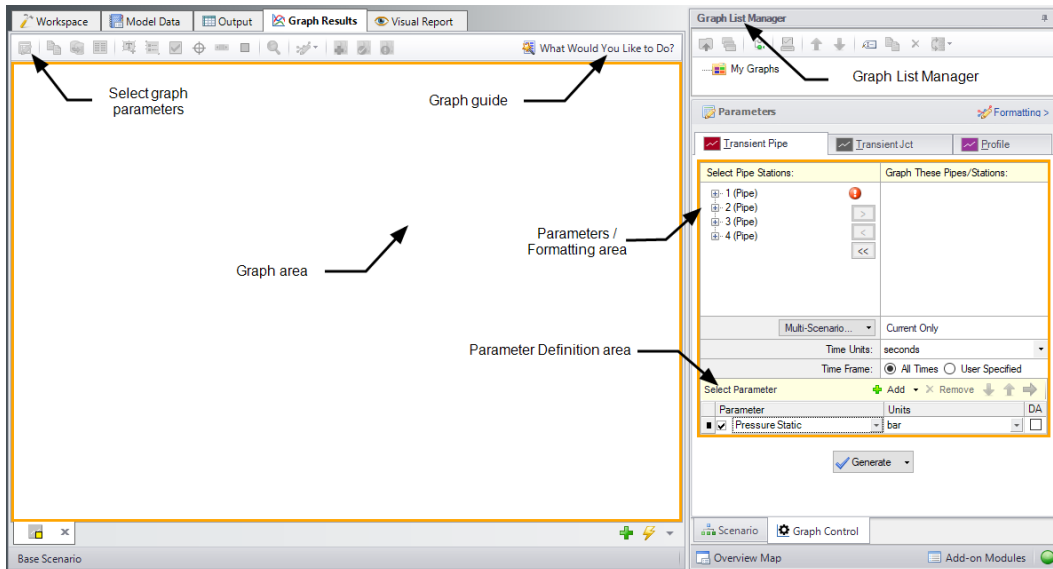 Workspace Model Data Output Graph Results Visual Report
What Would You Like to Do?
Select graph
parameters
Graph guide
Graph area
Parameters /
Formatting area
Parameter Definition area
Base Scenario
Graph List Manager
My Graphs
Graph List Manager
Parameters Formatting >
Transient Pipe Transient Jct Profile
Select Pipe Stations: Graph These Pipes/Stations:
1 (Pipe)
2 (Pipe)
3 (Pipe)
4 (Pipe)
>
<
<<
Multi-Scenario... Current Only
Time Units: seconds
Time Frame: All Times User Specified
Select Parameter Add Remove
Parameter Units DA
Pressure Static bar
Generate
Scenario Graph Control
Overview Map Add-on Modules